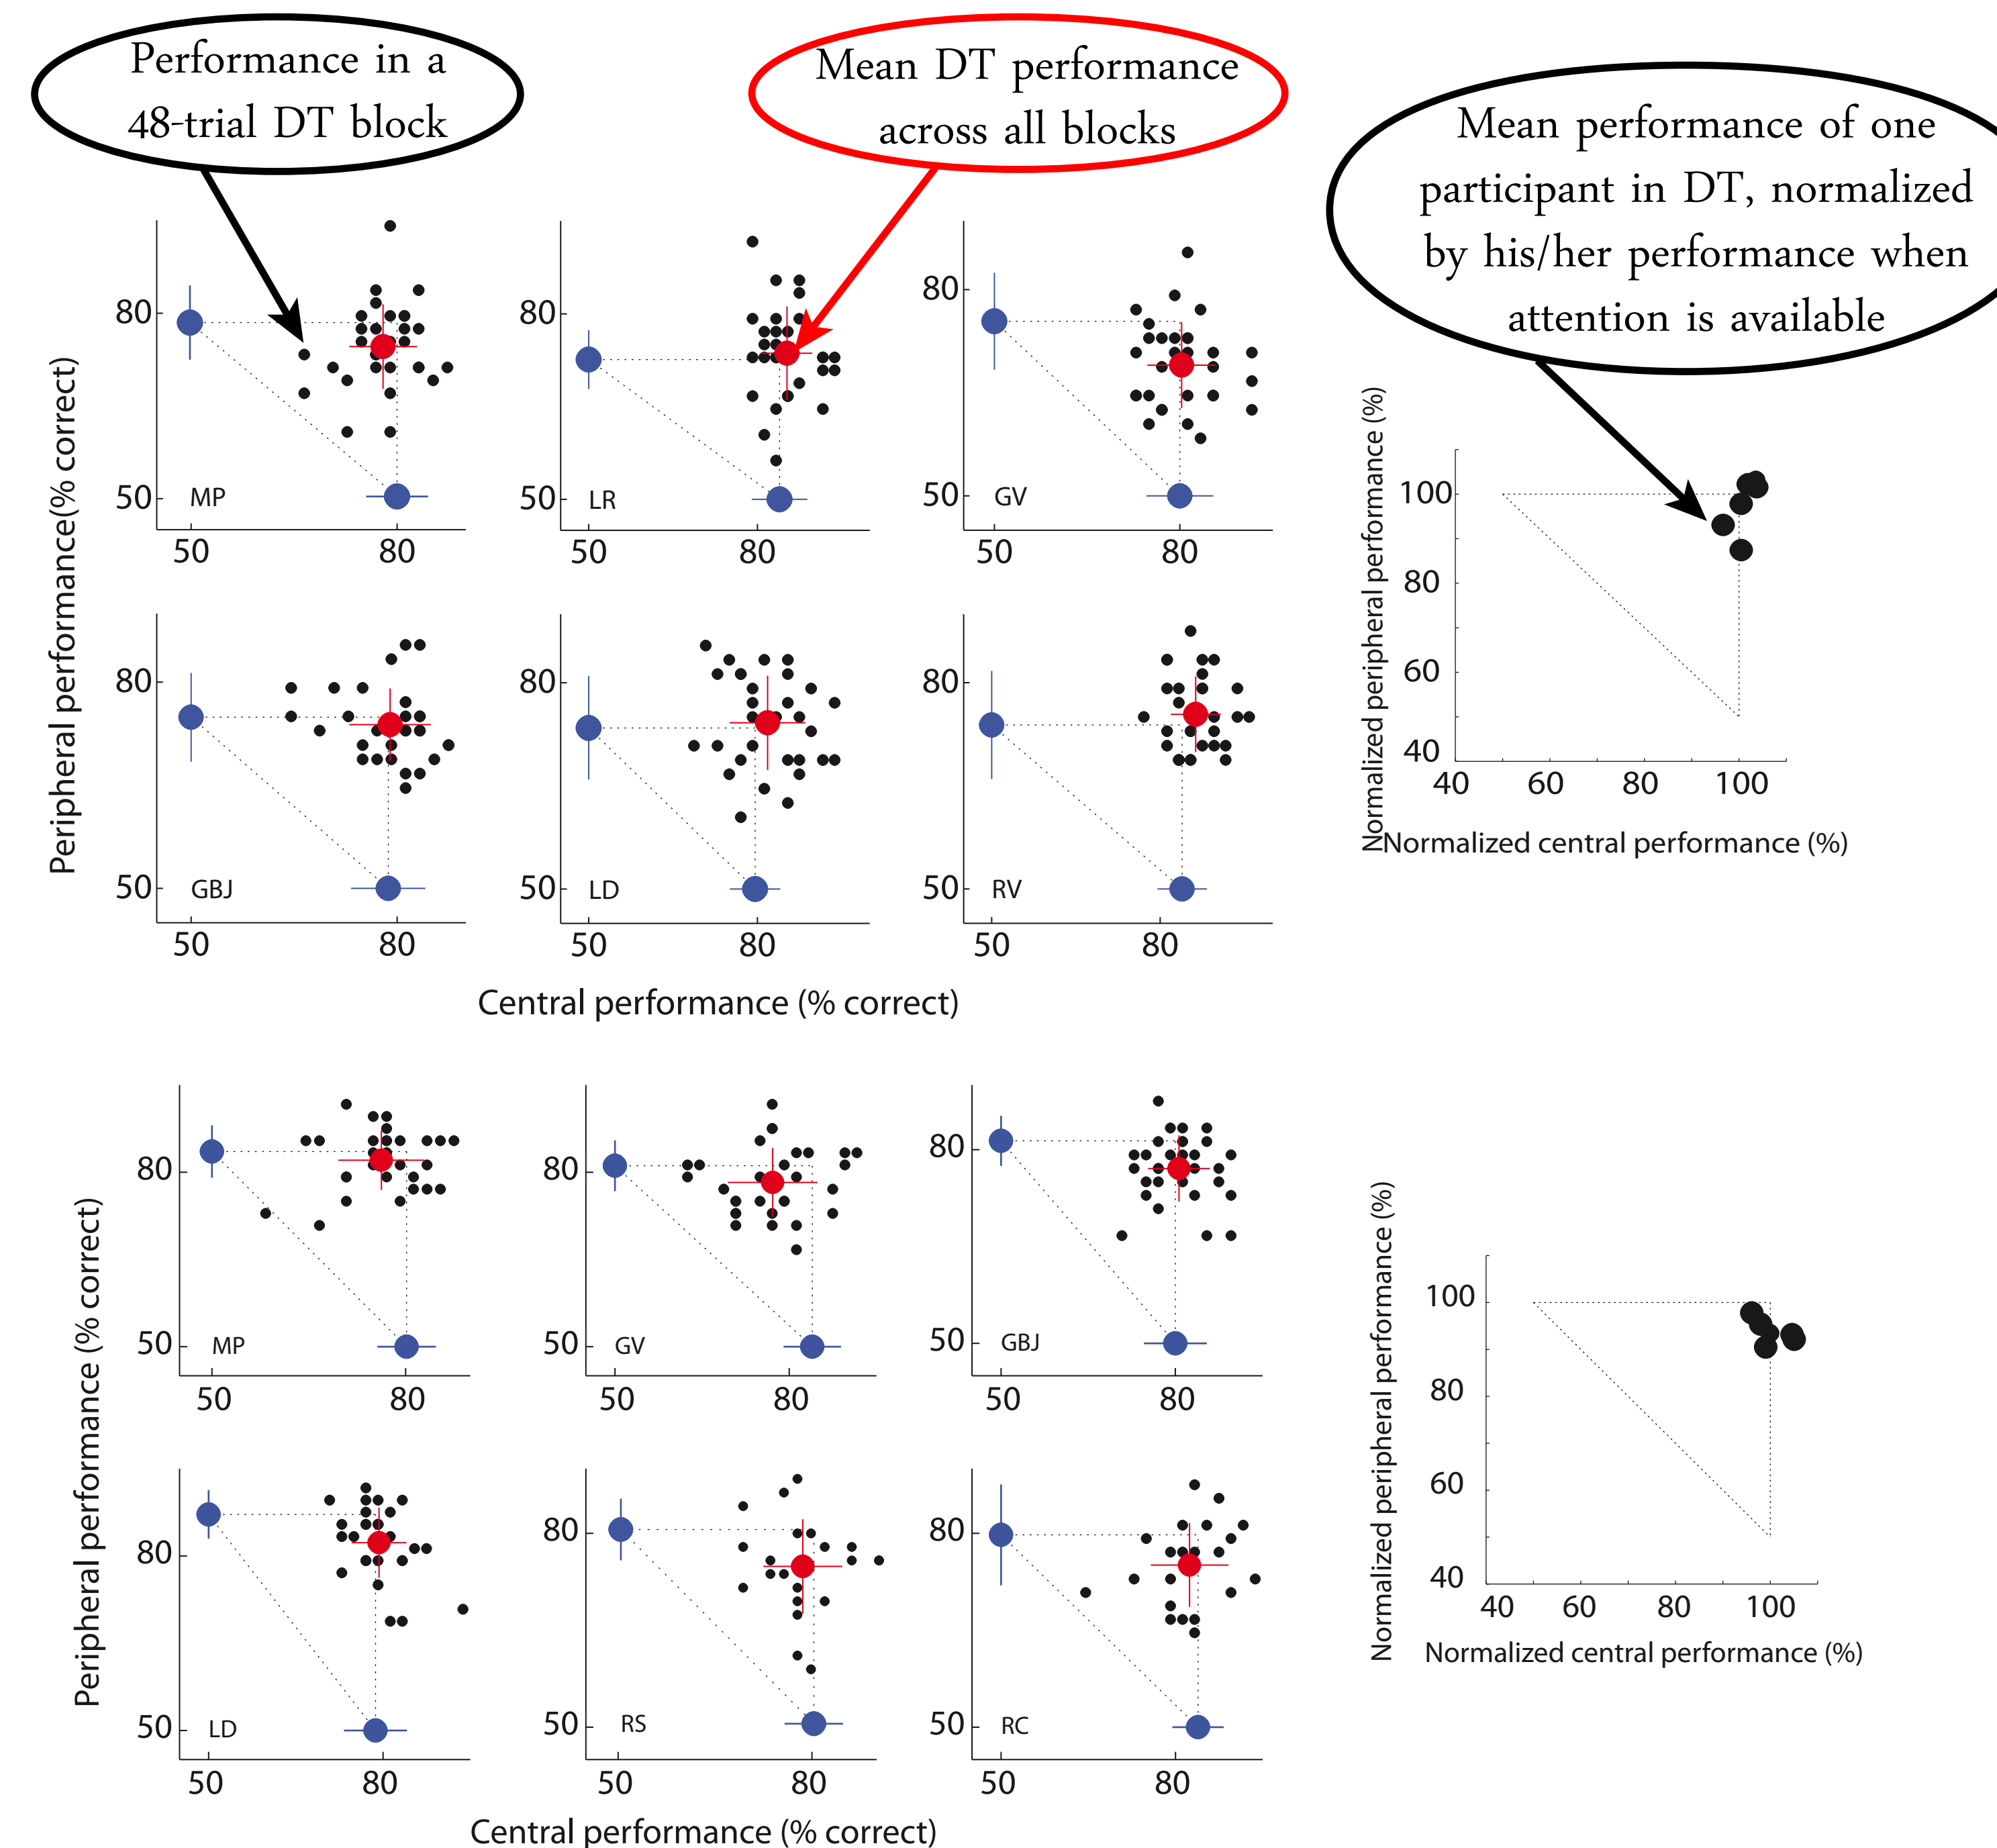 Performance in a
48-trial DT block
Mean DT performance
across all blocks
Mean performance of one
participant in DT, normalized
by his/her performance when
attention is available
Peripheral performance(% correct)
80
50
MP
50
80
80
50
LR
50
80
80
50
GV
50
80
80
50
GBJ
50
80
80
50
LD
50
80
80
50
RV
50
80
Central performance (% correct)
Normalized peripheral performance (%)
100
80
60
40
40
60
80
100
Normalized central performance (%)
Peripheral performance (% correct)
80
50
MP
50
80
80
50
GV
50
80
80
50
GBJ
50
80
80
50
LD
50
80
80
50
RS
50
80
80
50
RC
50
80
Central performance (% correct)
Normalized peripheral performance (%)
100
80
60
40
40
60
80
100
Normalized central performance (%)